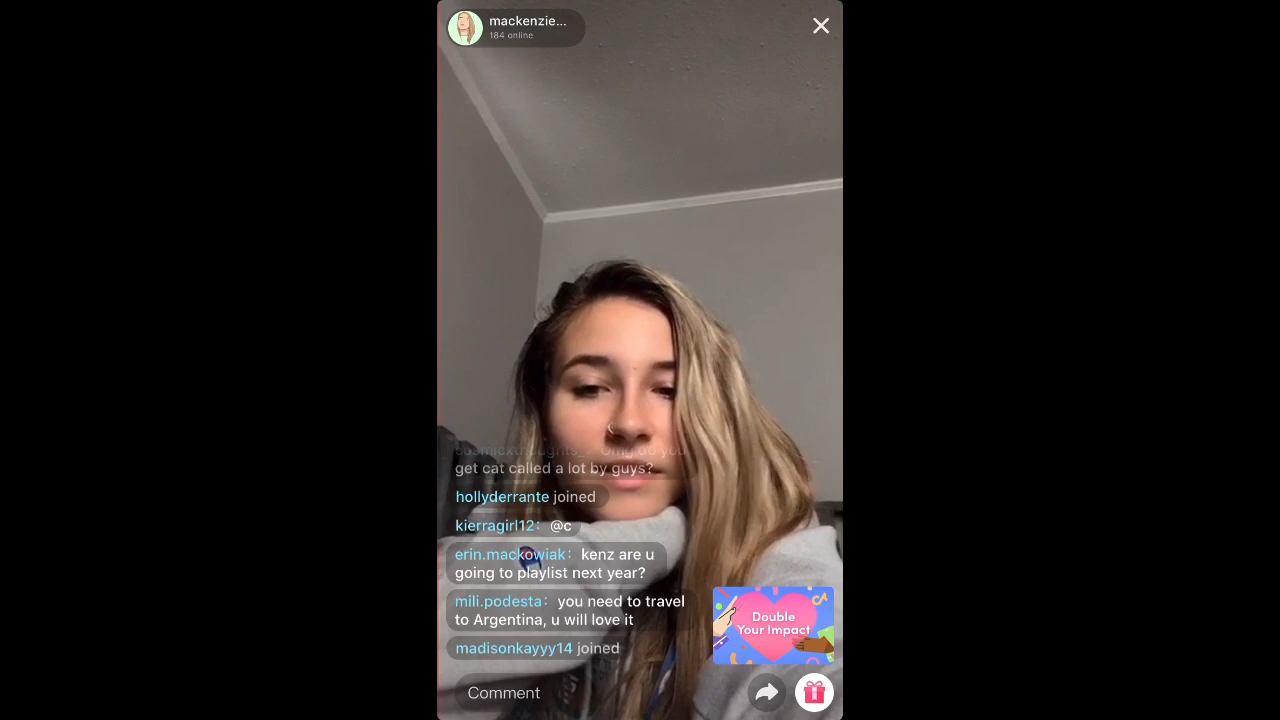 mackenzie...
184 online
get cat called a lot by guys?
hollyderrante joined
kierragirl12: @c
erin.mackowiak: kenz are u
going to playlist next year?
mili.podesta: you need to travel
to Argentina, u will love it
madisonkayyy14 joined
Double
Your Impact
Comment